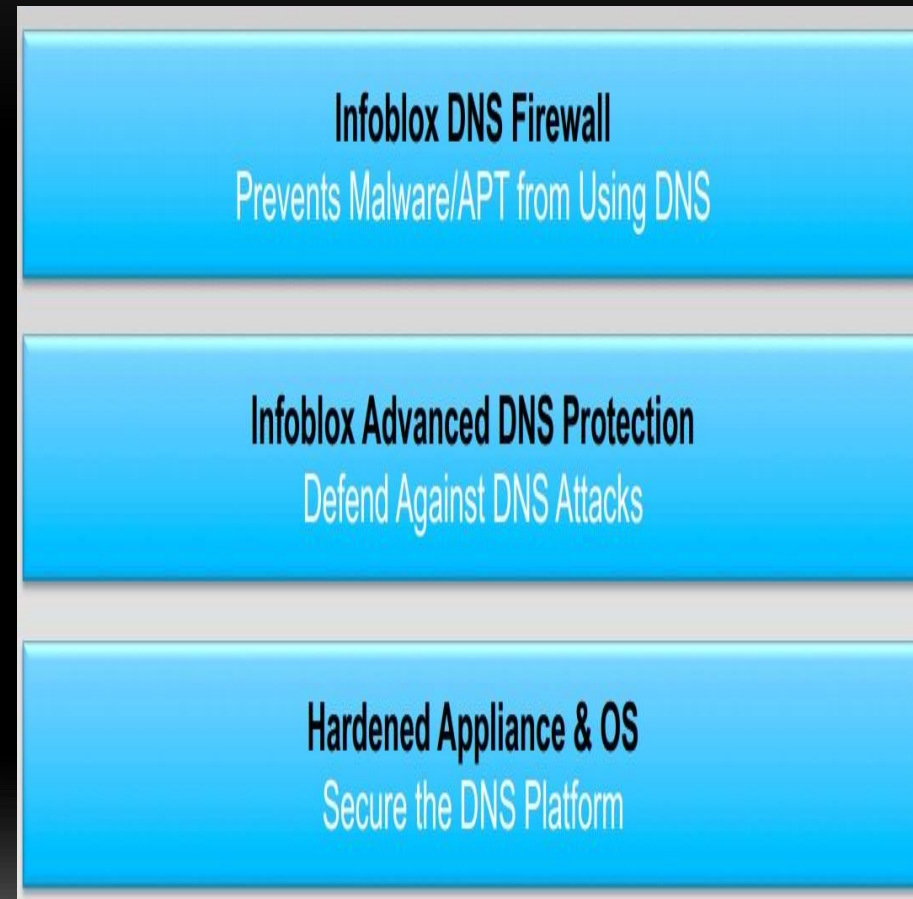 Infoblox DNS Firewall
Prevents Malware/APT from Using DNS
Infoblox Advanced DNS Protection
Defend Against DNS Attacks
Hardened Appliance & OS
Secure the DNS Platform